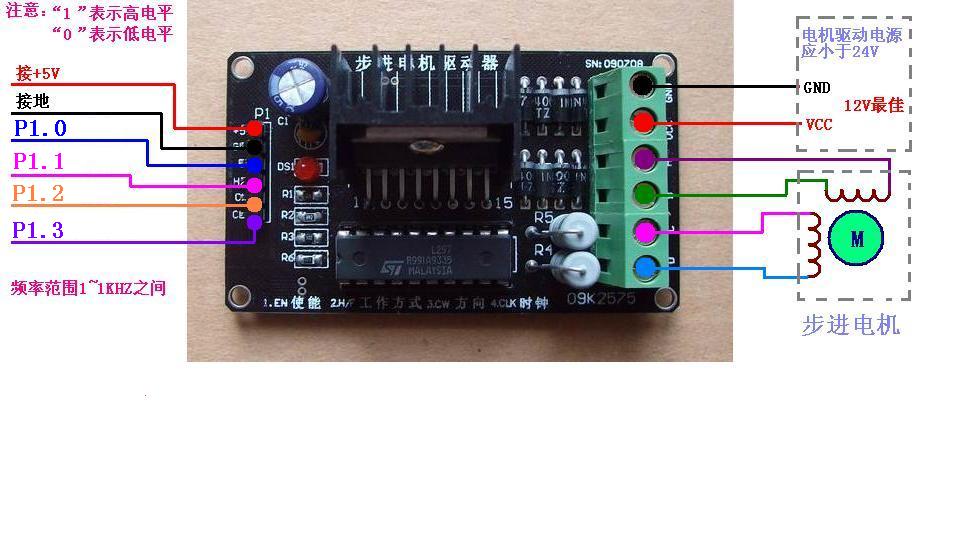 注意:“1”表示高电平
“0”表示低电平
接+5V
接地
P1.0
P1.1
P1.2
P1.3
频率范围1~1KHZ之间
步进电机驱动器
SN:090708
P1
C1
DS1
R1
R2
R3
R6
1
15
R5
R4
L297
R991A9335
MALAYSIA
1.EN使能 2.H/F工作方式 3.CW方向 4.CLK时钟
09K2575
电机驱动电源
应小于24V
GND
12V最佳
VCC
M
步进电机